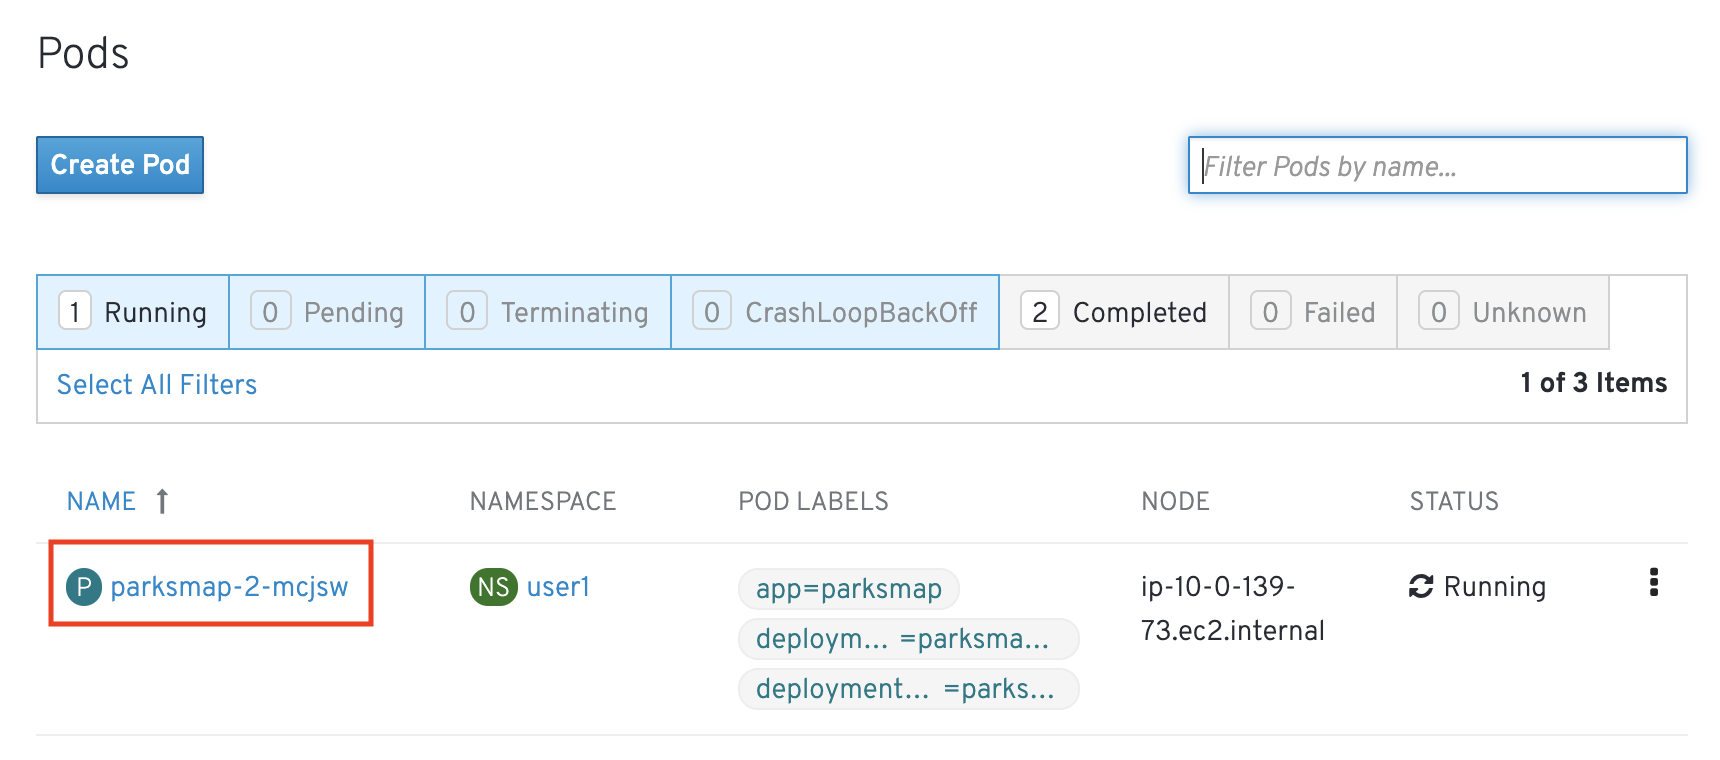 Pods
Create Pod
Filter Pods by name...
1 Running 0 Pending 0 Terminating 0 CrashLoopBackOff 2 Completed 0 Failed 0 Unknown
Select All Filters 1 of 3 Items
NAME NAMESPACE POD LABELS NODE STATUS
P parksmap-2-mcjsw NS user1 app=parksmap ip-10-0-139- Running
deploym... =parksma... 73.ec2.internal
deployment... =parks...